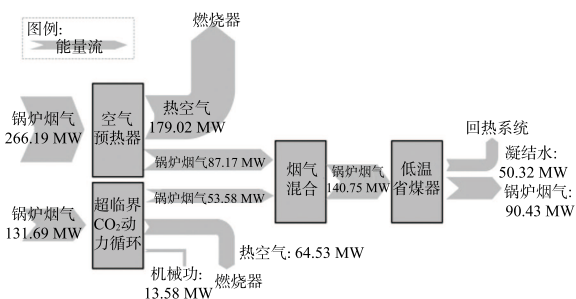 图例:
能量流
燃烧器
锅炉烟气
266.19 MW
空气
预热器
热空气
179.02 MW
锅炉烟气87.17 MW
锅炉烟气53.58 MW
锅炉烟气
131.69 MW
超临界
CO₂动
力循环
机械功:
13.58 MW
燃烧器
热空气: 64.53 MW
烟气
混合
锅炉烟气
140.75 MW
低温
省煤器
回热系统
凝结水:
50.32 MW
锅炉烟气:
90.43 MW